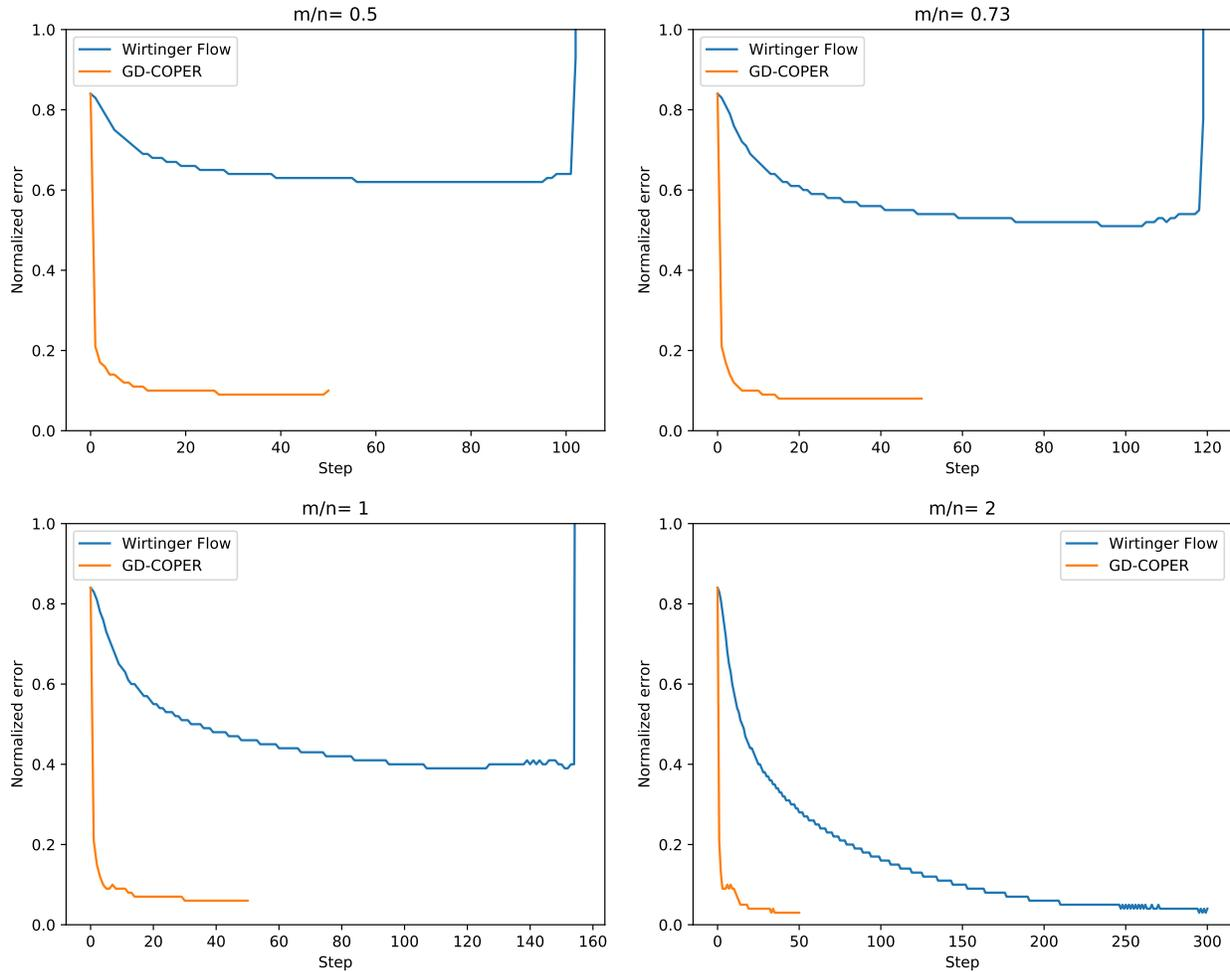 m/n= 0.5
Wirtinger Flow
GD-COPER
Normalized error
1.0
0.8
0.6
0.4
0.2
0.0
0 20 40 60 80 100
Step
m/n= 0.73
Wirtinger Flow
GD-COPER
Normalized error
1.0
0.8
0.6
0.4
0.2
0.0
0 20 40 60 80 100 120
Step
m/n= 1
Wirtinger Flow
GD-COPER
Normalized error
1.0
0.8
0.6
0.4
0.2
0.0
0 20 40 60 80 100 120 140 160
Step
m/n= 2
Wirtinger Flow
GD-COPER
Normalized error
1.0
0.8
0.6
0.4
0.2
0.0
0 50 100 150 200 250 300
Step